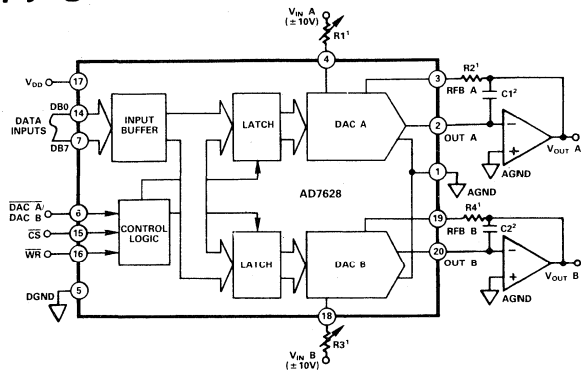 V_IN A
(±10V)
R1¹
4
V_DD
17
3
R2¹
RFB A
C1²
DB0
14
DATA
INPUTS
7
DB7
INPUT
BUFFER
LATCH
DAC A
2
OUT A
V_OUT A
AGND
1
AGND
AD7628
DAC A/
DAC B
6
CS
15
WR
16
CONTROL
LOGIC
19
R4¹
RFB B
C2²
LATCH
DAC B
20
OUT B
V_OUT B
AGND
5
DGND
18
R3¹
V_IN B
(±10V)